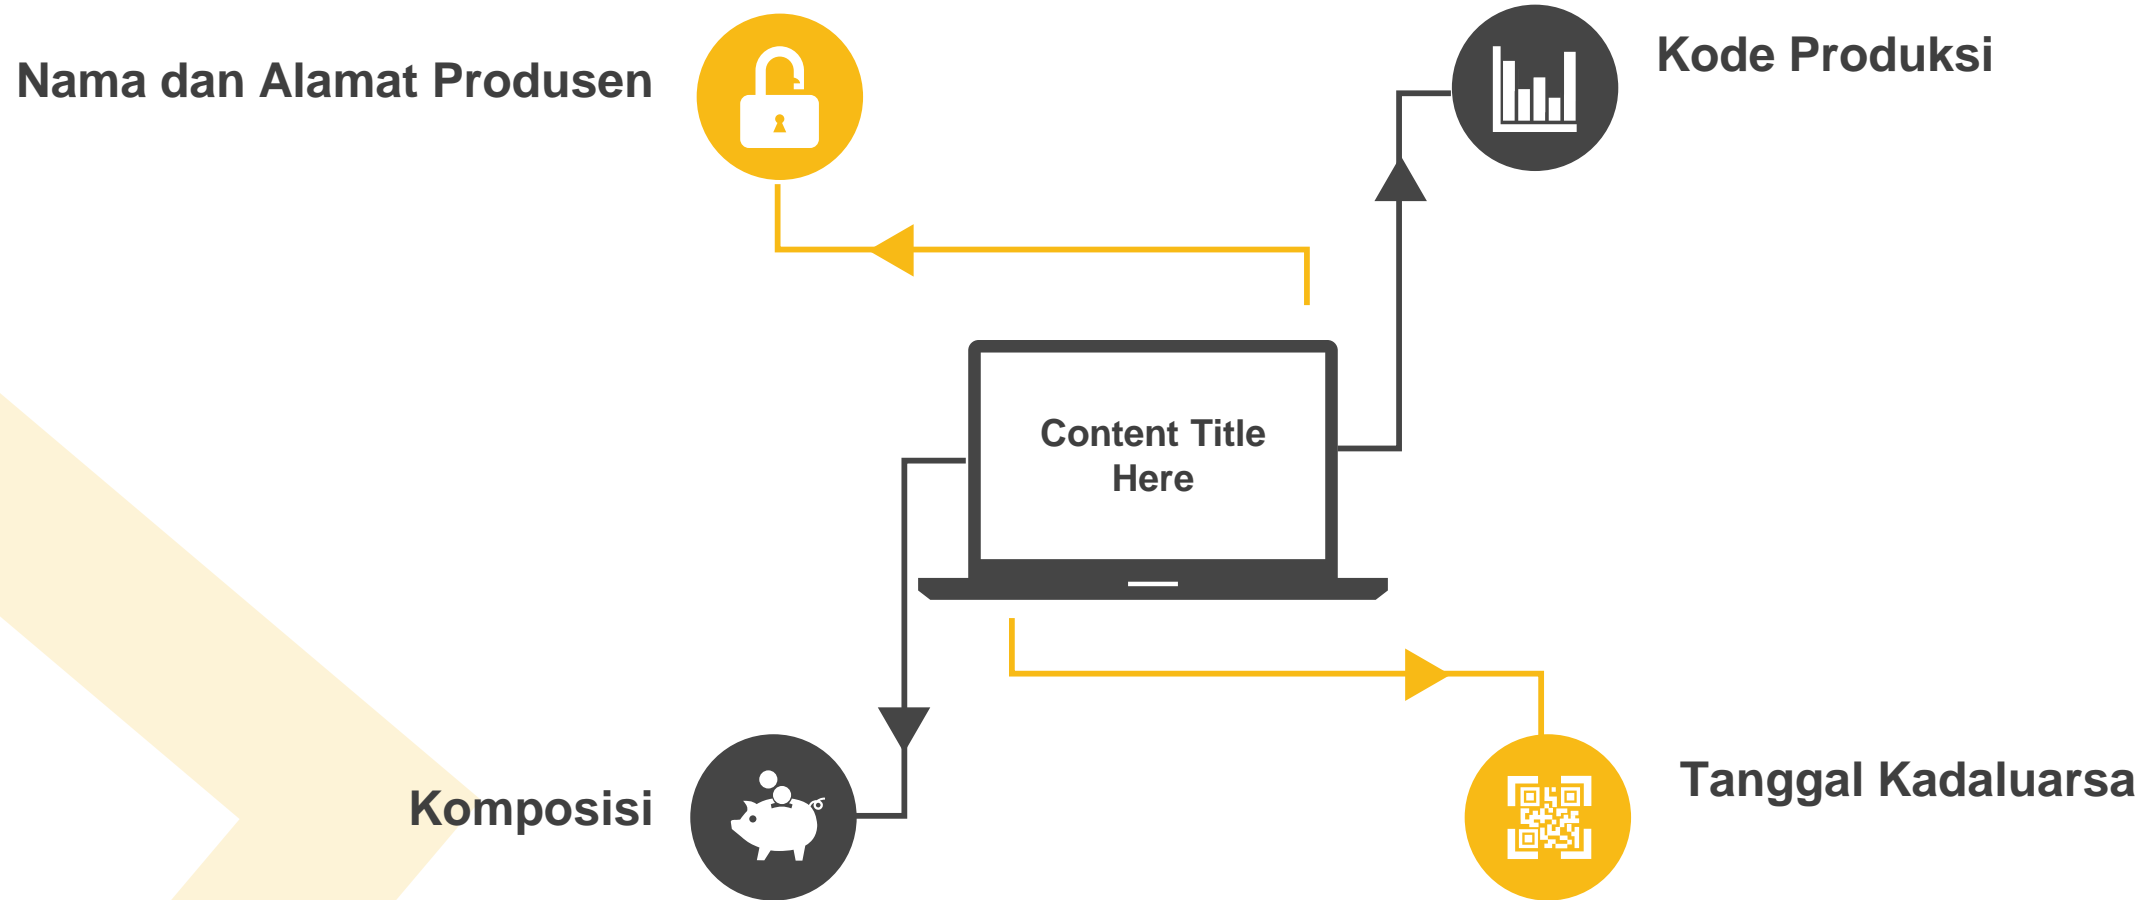 Nama dan Alamat Produsen
Kode Produksi
Content Title
Here
Komposisi
Tanggal Kadaluarsa